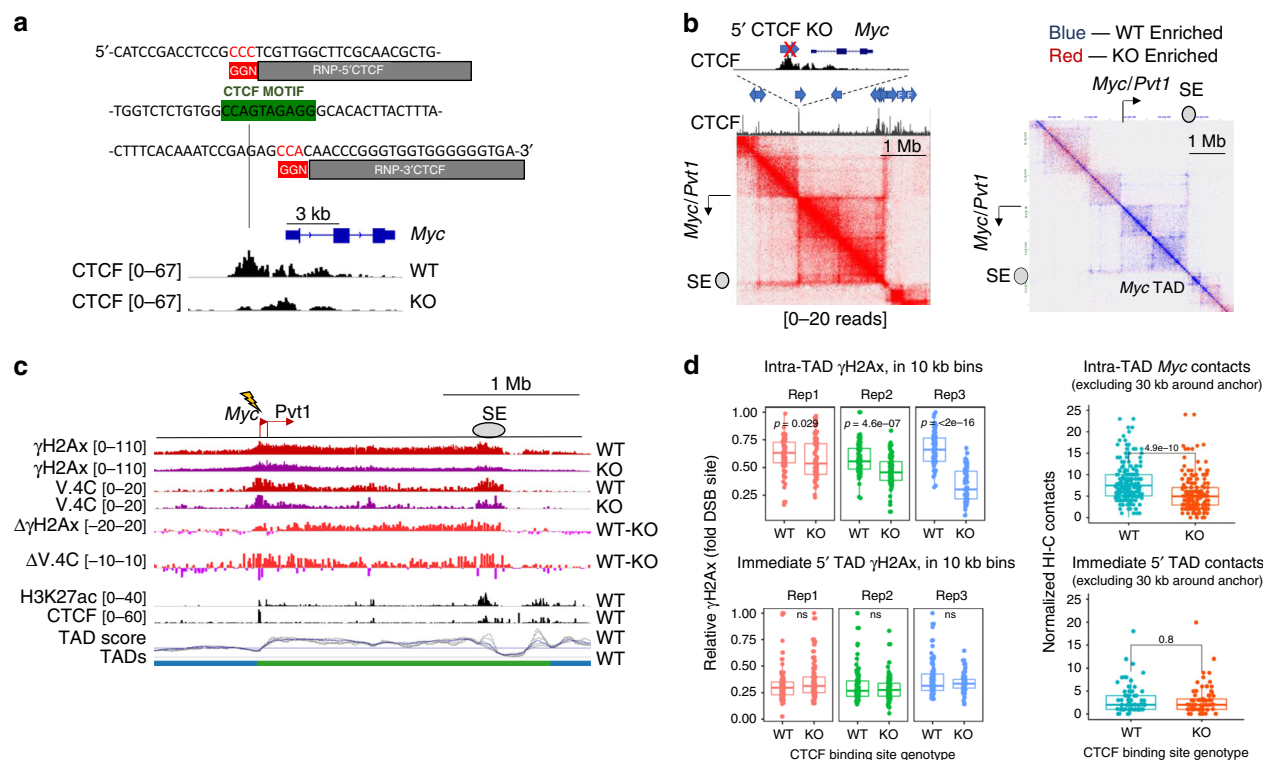 a
5′-CATCCGACCTCCGCCCTCGTTGGCTTCGCAACGCTG-
GGN RNP-5′CTCF
CTCF MOTIF
-TGGTCTCTGTGGCCAGTAGAGGGCACACTTACTTTA-
-CTTTCACAAATCCGAGAGCCACAACCCGGGTGGTGGGGGGTGA-3′
GGN RNP-3′CTCF
3 kb
Myc
CTCF [0–67] WT
CTCF [0–67] KO
b
5′ CTCF KO Myc
CTCF
CTCF
1 Mb
Myc/Pvt1
SE
[0–20 reads]
Blue — WT Enriched
Red — KO Enriched
Myc/Pvt1 SE
1 Mb
Myc/Pvt1
SE
Myc TAD
c
1 Mb
Myc Pvt1 SE
γH2Ax [0–110] WT
γH2Ax [0–110] KO
V.4C [0–20] WT
V.4C [0–20] KO
ΔγH2Ax [–20–20] WT-KO
ΔV.4C [–10–10] WT-KO
H3K27ac [0–40] WT
CTCF [0–60] WT
TAD score WT
TADs WT
d
Intra-TAD γH2Ax, in 10 kb bins
Rep1 Rep2 Rep3
p = 0.029 p = 4.6e–07 p = <2e–16
1.00
0.75
0.50
0.25
WT KO WT KO WT KO
Relative γH2Ax (fold DSB site)
Immediate 5′ TAD γH2Ax, in 10 kb bins
Rep1 Rep2 Rep3
ns ns ns
1.00
0.75
0.50
0.25
0.00
WT KO WT KO WT KO
CTCF binding site genotype
Intra-TAD Myc contacts
(excluding 30 kb around anchor)
25
20
15
10
5
0
4.9e–10
WT KO
Normalized HI-C contacts
Immediate 5′ TAD contacts
(excluding 30 kb around anchor)
25
20
15
10
5
0
0.8
WT KO
CTCF binding site genotype